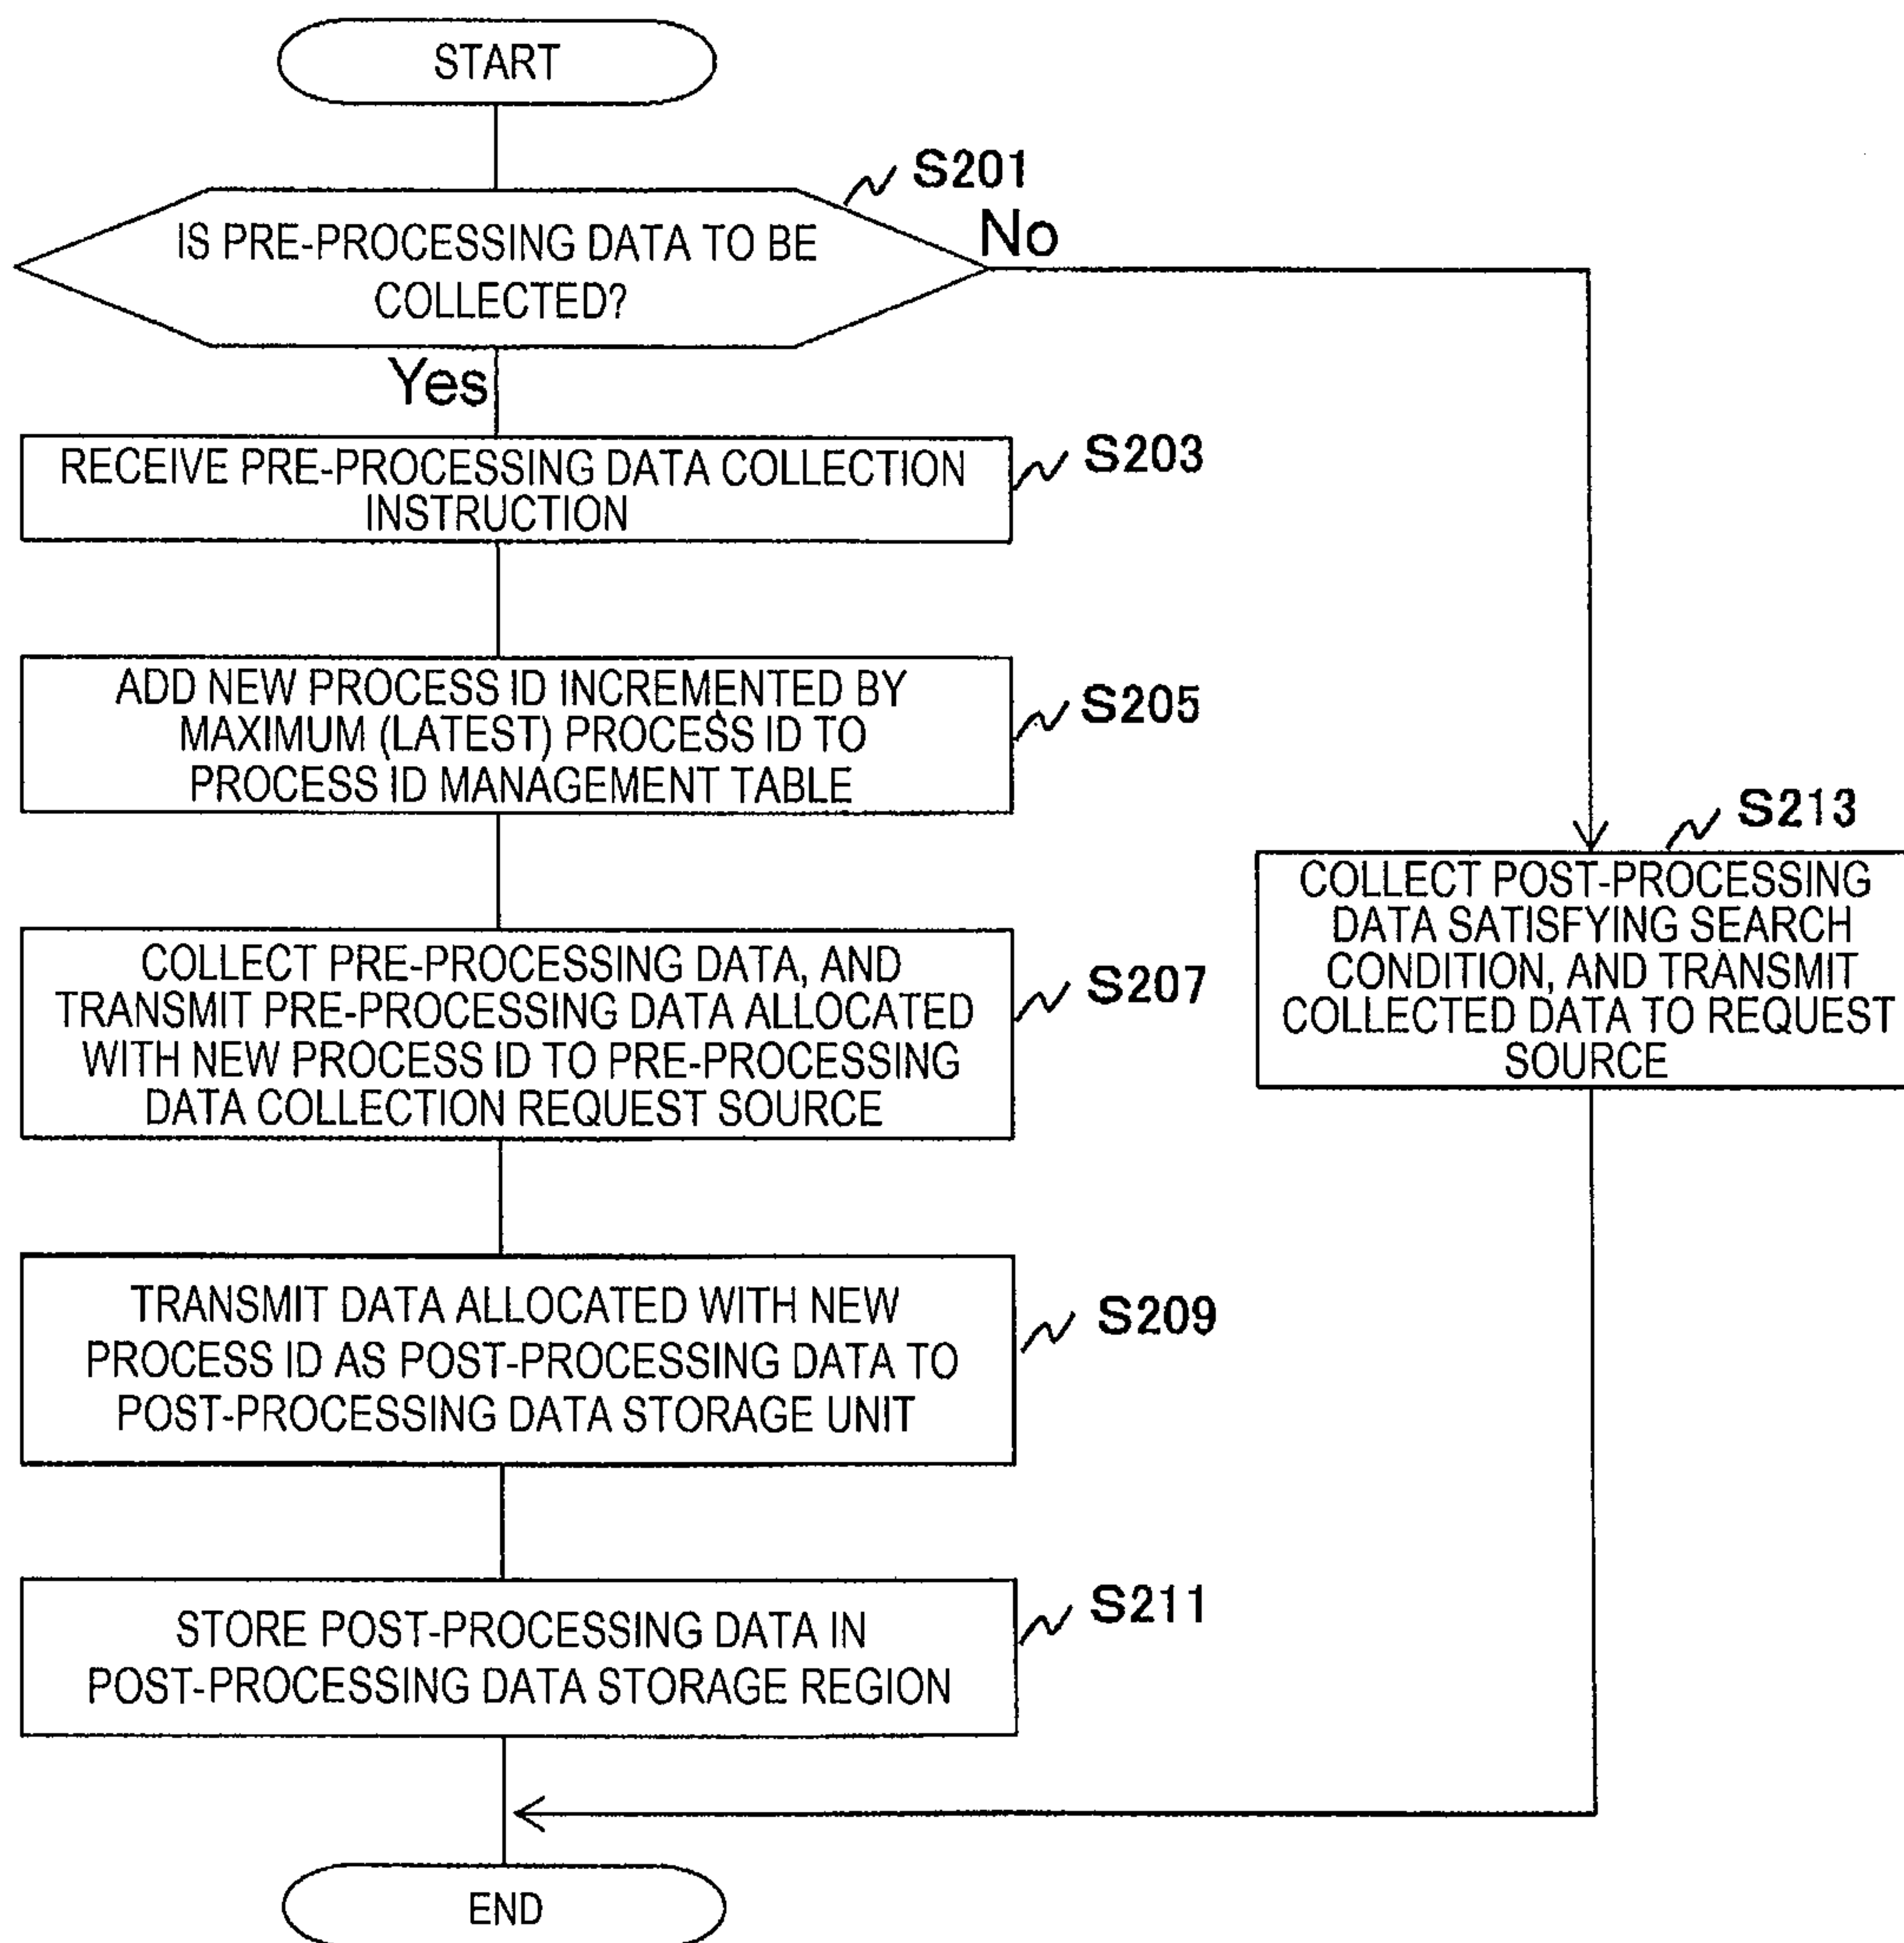 START
S201
IS PRE-PROCESSING DATA TO BE
COLLECTED?
No
Yes
RECEIVE PRE-PROCESSING DATA COLLECTION
INSTRUCTION
S203
ADD NEW PROCESS ID INCREMENTED BY
MAXIMUM (LATEST) PROCESS ID TO
PROCESS ID MANAGEMENT TABLE
S205
COLLECT PRE-PROCESSING DATA, AND
TRANSMIT PRE-PROCESSING DATA ALLOCATED
WITH NEW PROCESS ID TO PRE-PROCESSING
DATA COLLECTION REQUEST SOURCE
S207
S213
COLLECT POST-PROCESSING
DATA SATISFYING SEARCH
CONDITION, AND TRANSMIT
COLLECTED DATA TO REQUEST
SOURCE
TRANSMIT DATA ALLOCATED WITH NEW
PROCESS ID AS POST-PROCESSING DATA TO
POST-PROCESSING DATA STORAGE UNIT
S209
STORE POST-PROCESSING DATA IN
POST-PROCESSING DATA STORAGE REGION
S211
END